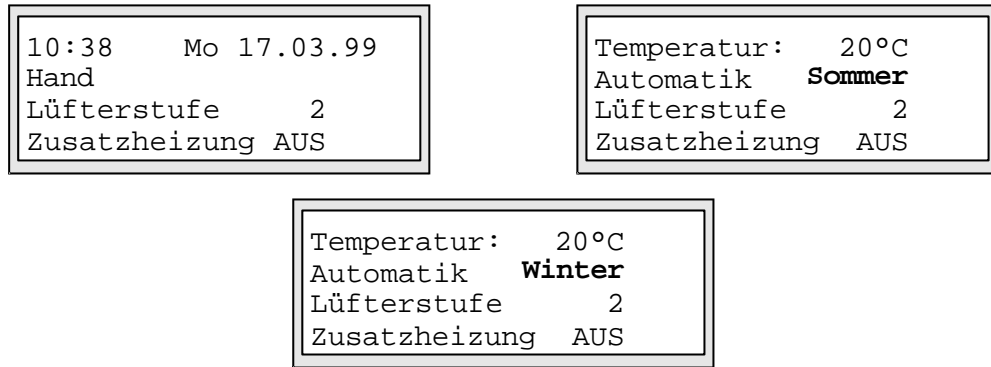 10:38 Mo 17.03.99
Hand
Lüfterstufe 2
Zusatzheizung AUS
Temperatur: 20°C
Automatik Sommer
Lüfterstufe 2
Zusatzheizung AUS
Temperatur: 20°C
Automatik Winter
Lüfterstufe 2
Zusatzheizung AUS